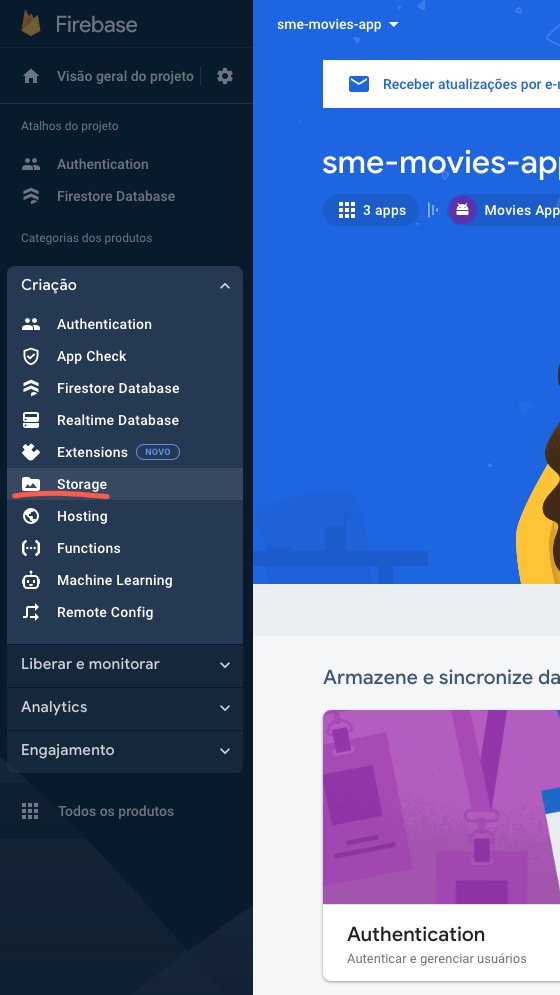 Firebase
Visão geral do projeto
Atalhos do projeto
Authentication
Firestore Database
Categorias dos produtos
Criação
Authentication
App Check
Firestore Database
Realtime Database
Extensions NOVO
Storage
Hosting
Functions
Machine Learning
Remote Config
Liberar e monitorar
Analytics
Engajamento
Todos os produtos
sme-movies-app
Receber atualizações por e-
sme-movies-ap
3 apps
Movies App
Armazene e sincronize da
Authentication
Autenticar e gerenciar usuários